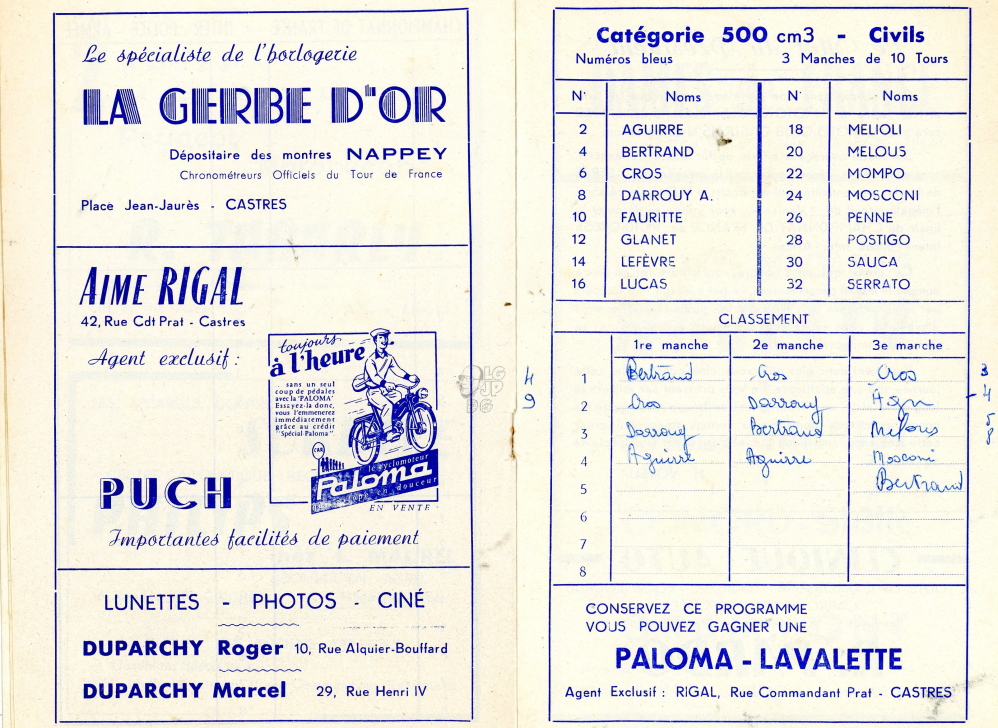 Le spécialiste de l'horlogerie
LA GERBE D'OR
Dépositaire des montres NAPPEY
Chronométreurs Officiels du Tour de France
Place Jean-Jaurès - CASTRES
AIME RIGAL
42, Rue Cdt Prat - Castres
Agent exclusif :
toujours
à l'heure
.. sans un seul
coup de pédales
avec la 'PALOMA'
Essayez-la donc,
vous l'emmenerez
immédiatement
grâce au crédit
"Spécial-Paloma".
le cyclomoteur
Paloma
en douceur
EN VENTE
PUCH
Importantes facilités de paiement
LUNETTES - PHOTOS - CINÉ
DUPARCHY Roger 10, Rue Alquier-Bouffard
DUPARCHY Marcel 29, Rue Henri IV
Catégorie 500 cm3 - Civils
Numéros bleus 3 Manches de 10 Tours
N· Noms N· Noms
2 AGUIRRE 18 MELIOLI
4 BERTRAND 20 MELOUS
6 CROS 22 MOMPO
8 DARROUY A. 24 MOSCONI
10 FAURITTE 26 PENNE
12 GLANET 28 POSTIGO
14 LEFÈVRE 30 SAUCA
16 LUCAS 32 SERRATO
CLASSEMENT
1re manche 2e manche 3e marche
4 1 Bertrand Cros Cros 3
9 2 Cros Darrouy - 4
3 Darrouy Bertrand Melous 5
4 Aguirre Aguirre Mosconi 8
5 Bertrand
6
7
8
CONSERVEZ CE PROGRAMME
VOUS POUVEZ GAGNER UNE
PALOMA - LAVALETTE
Agent Exclusif : RIGAL, Rue Commandant Prat - CASTRES